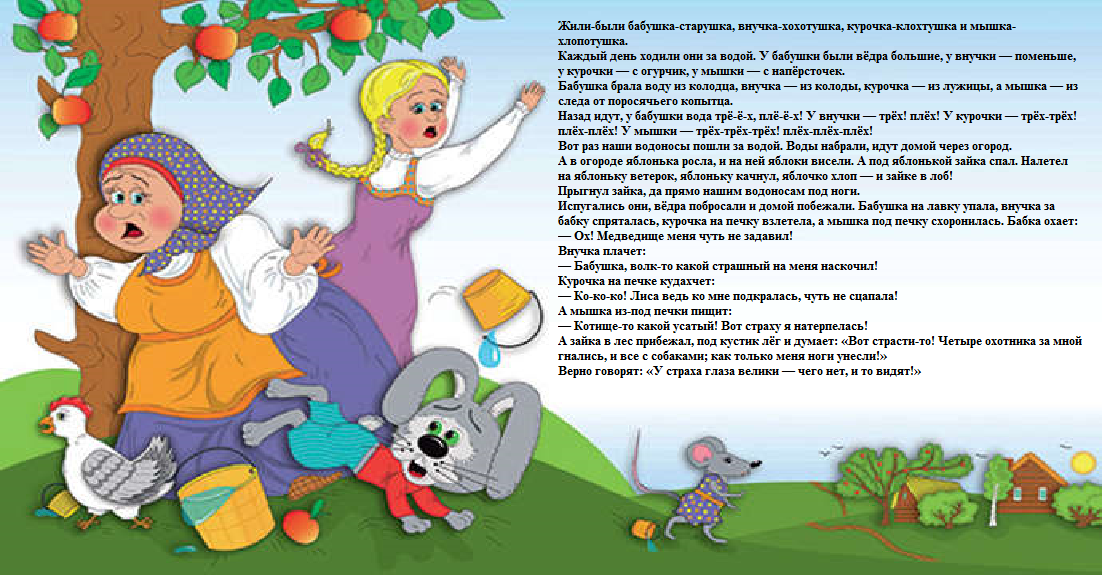 Жили-были бабушка-старушка, внучка-хохотушка, курочка-клохтушка и мышка-
хлопотушка.
Каждый день ходили они за водой. У бабушки были вёдра большие, у внучки — поменьше,
у курочки — с огурчик, у мышки — с напёрсточек.
Бабушка брала воду из колодца, внучка — из колоды, курочка — из лужицы, а мышка — из
следа от поросячьего копытца.
Назад идут, у бабушки вода трё-ё-х, плё-ё-х! У внучки — трёх! плёх! У курочки — трёх-трёх!
плёх-плёх! У мышки — трёх-трёх-трёх! плёх-плёх-плёх!
Вот раз наши водоносы пошли за водой. Воды набрали, идут домой через огород.
А в огороде яблонька росла, и на ней яблоки висели. А под яблонькой зайка спал. Налетел
на яблоньку ветерок, яблоньку качнул, яблочко хлоп — и зайке в лоб!
Прыгнул зайка, да прямо нашим водоносам под ноги.
Испугались они, вёдра побросали и домой побежали. Бабушка на лавку упала, внучка за
бабку спряталась, курочка на печку взлетела, а мышка под печку схоронилась. Бабка охает:
— Ох! Медведище меня чуть не задавил!
Внучка плачет:
— Бабушка, волк-то какой страшный на меня наскочил!
Курочка на печке кудахчет:
— Ко-ко-ко! Лиса ведь ко мне подкралась, чуть не сцапала!
А мышка из-под печки пищит:
— Котище-то какой усатый! Вот страху я натерпелась!
А зайка в лес прибежал, под кустик лёг и думает: «Вот страсти-то! Четыре охотника за мной
гнались, и все с собаками; как только меня ноги унесли!»
Верно говорят: «У страха глаза велики — чего нет, и то видят!»